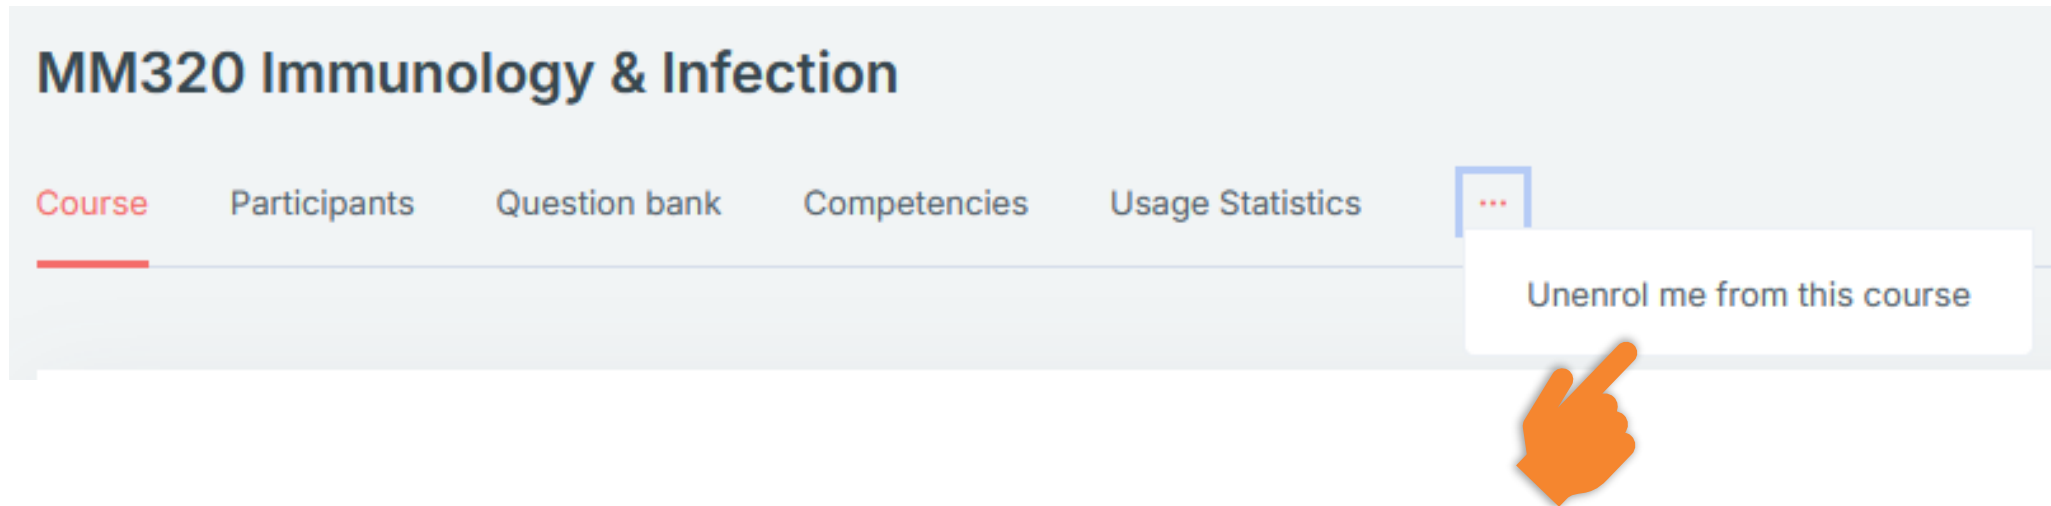 MM320 Immunology & Infection
Course Participants Question bank Competencies Usage Statistics ...
Unenrol me from this course